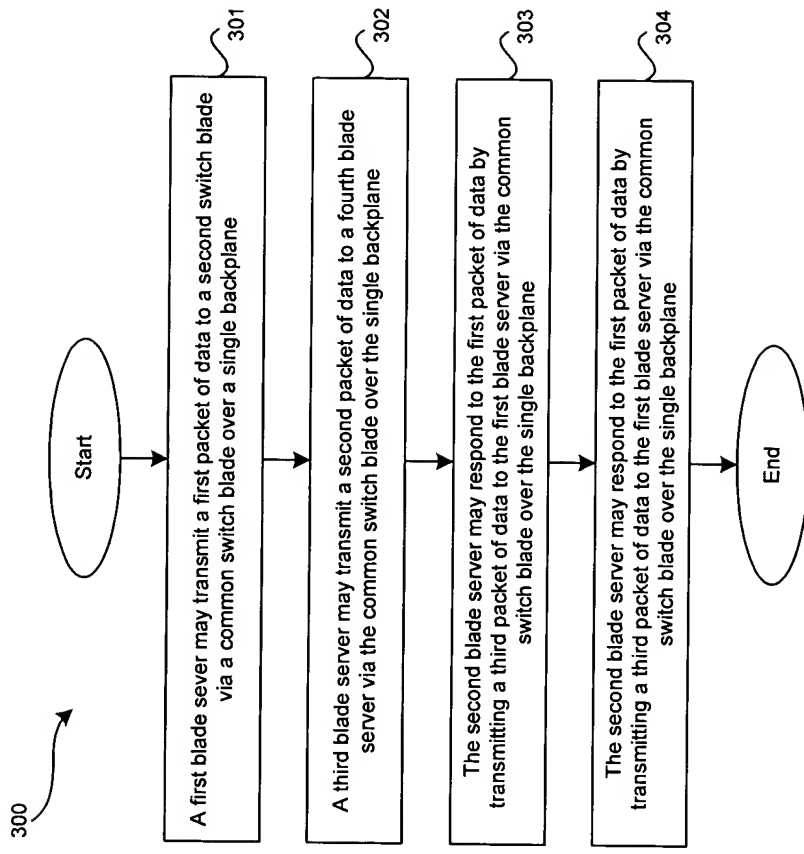 300
Start
301
A first blade sever may transmit a first packet of data to a second switch blade
via a common switch blade over a single backplane
302
A third blade server may transmit a second packet of data to a fourth blade
server via the common switch blade over the single backplane
303
The second blade server may respond to the first packet of data by
transmitting a third packet of data to the first blade server via the common
switch blade over the single backplane
304
The second blade server may respond to the first packet of data by
transmitting a third packet of data to the first blade server via the common
switch blade over the single backplane
End